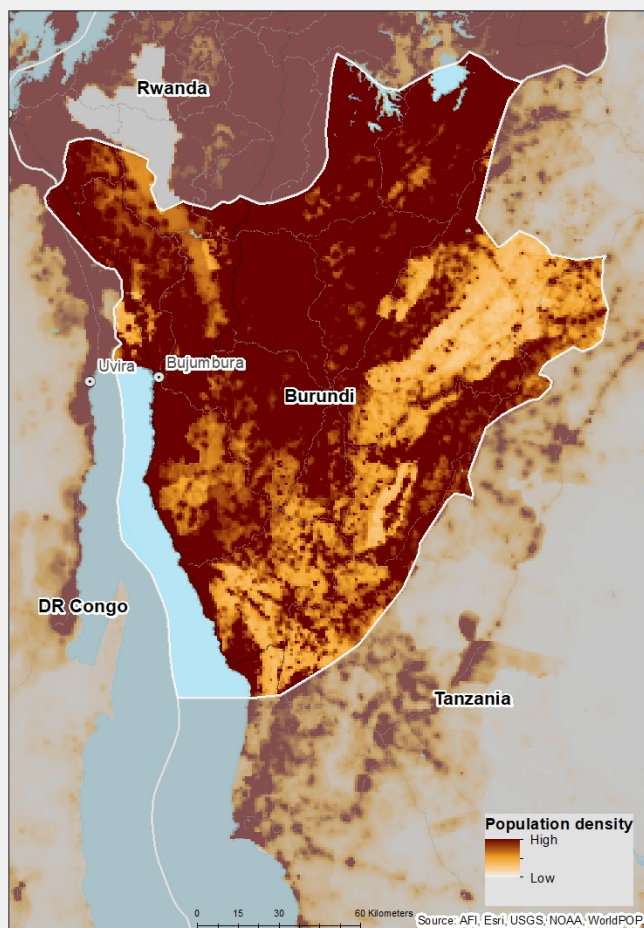 Rwanda
Uvira
Bujumbura
Burundi
DR Congo
Tanzania
Population density
High
Low
0 15 30 60 Kilometers
Source: AFI, Esri, USGS, NOAA, WorldPOP